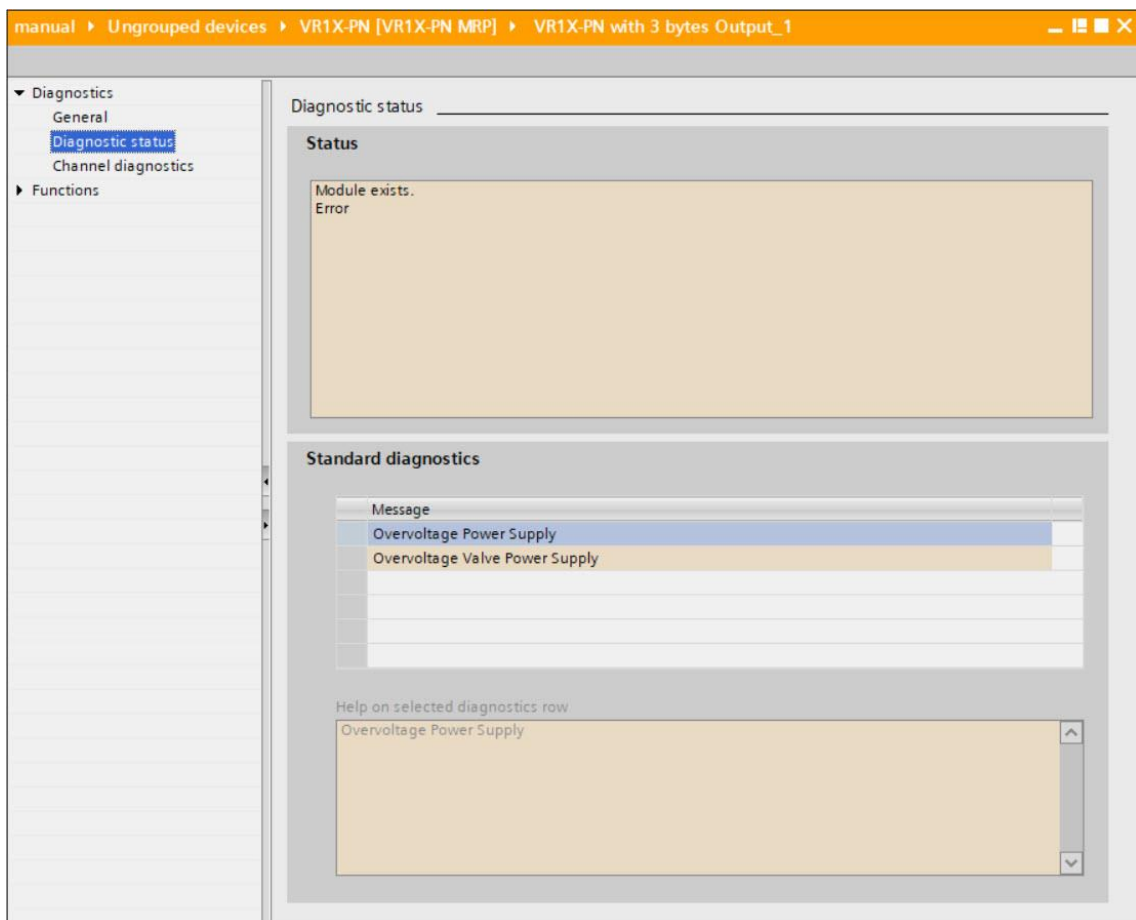 manual ▸ Ungrouped devices ▸ VR1X-PN [VR1X-PN MRP] ▸ VR1X-PN with 3 bytes Output_1
Diagnostics
General
Diagnostic status
Channel diagnostics
Functions
Diagnostic status
Status
Module exists.
Error
Standard diagnostics
Message
Overvoltage Power Supply
Overvoltage Valve Power Supply
Help on selected diagnostics row
Overvoltage Power Supply